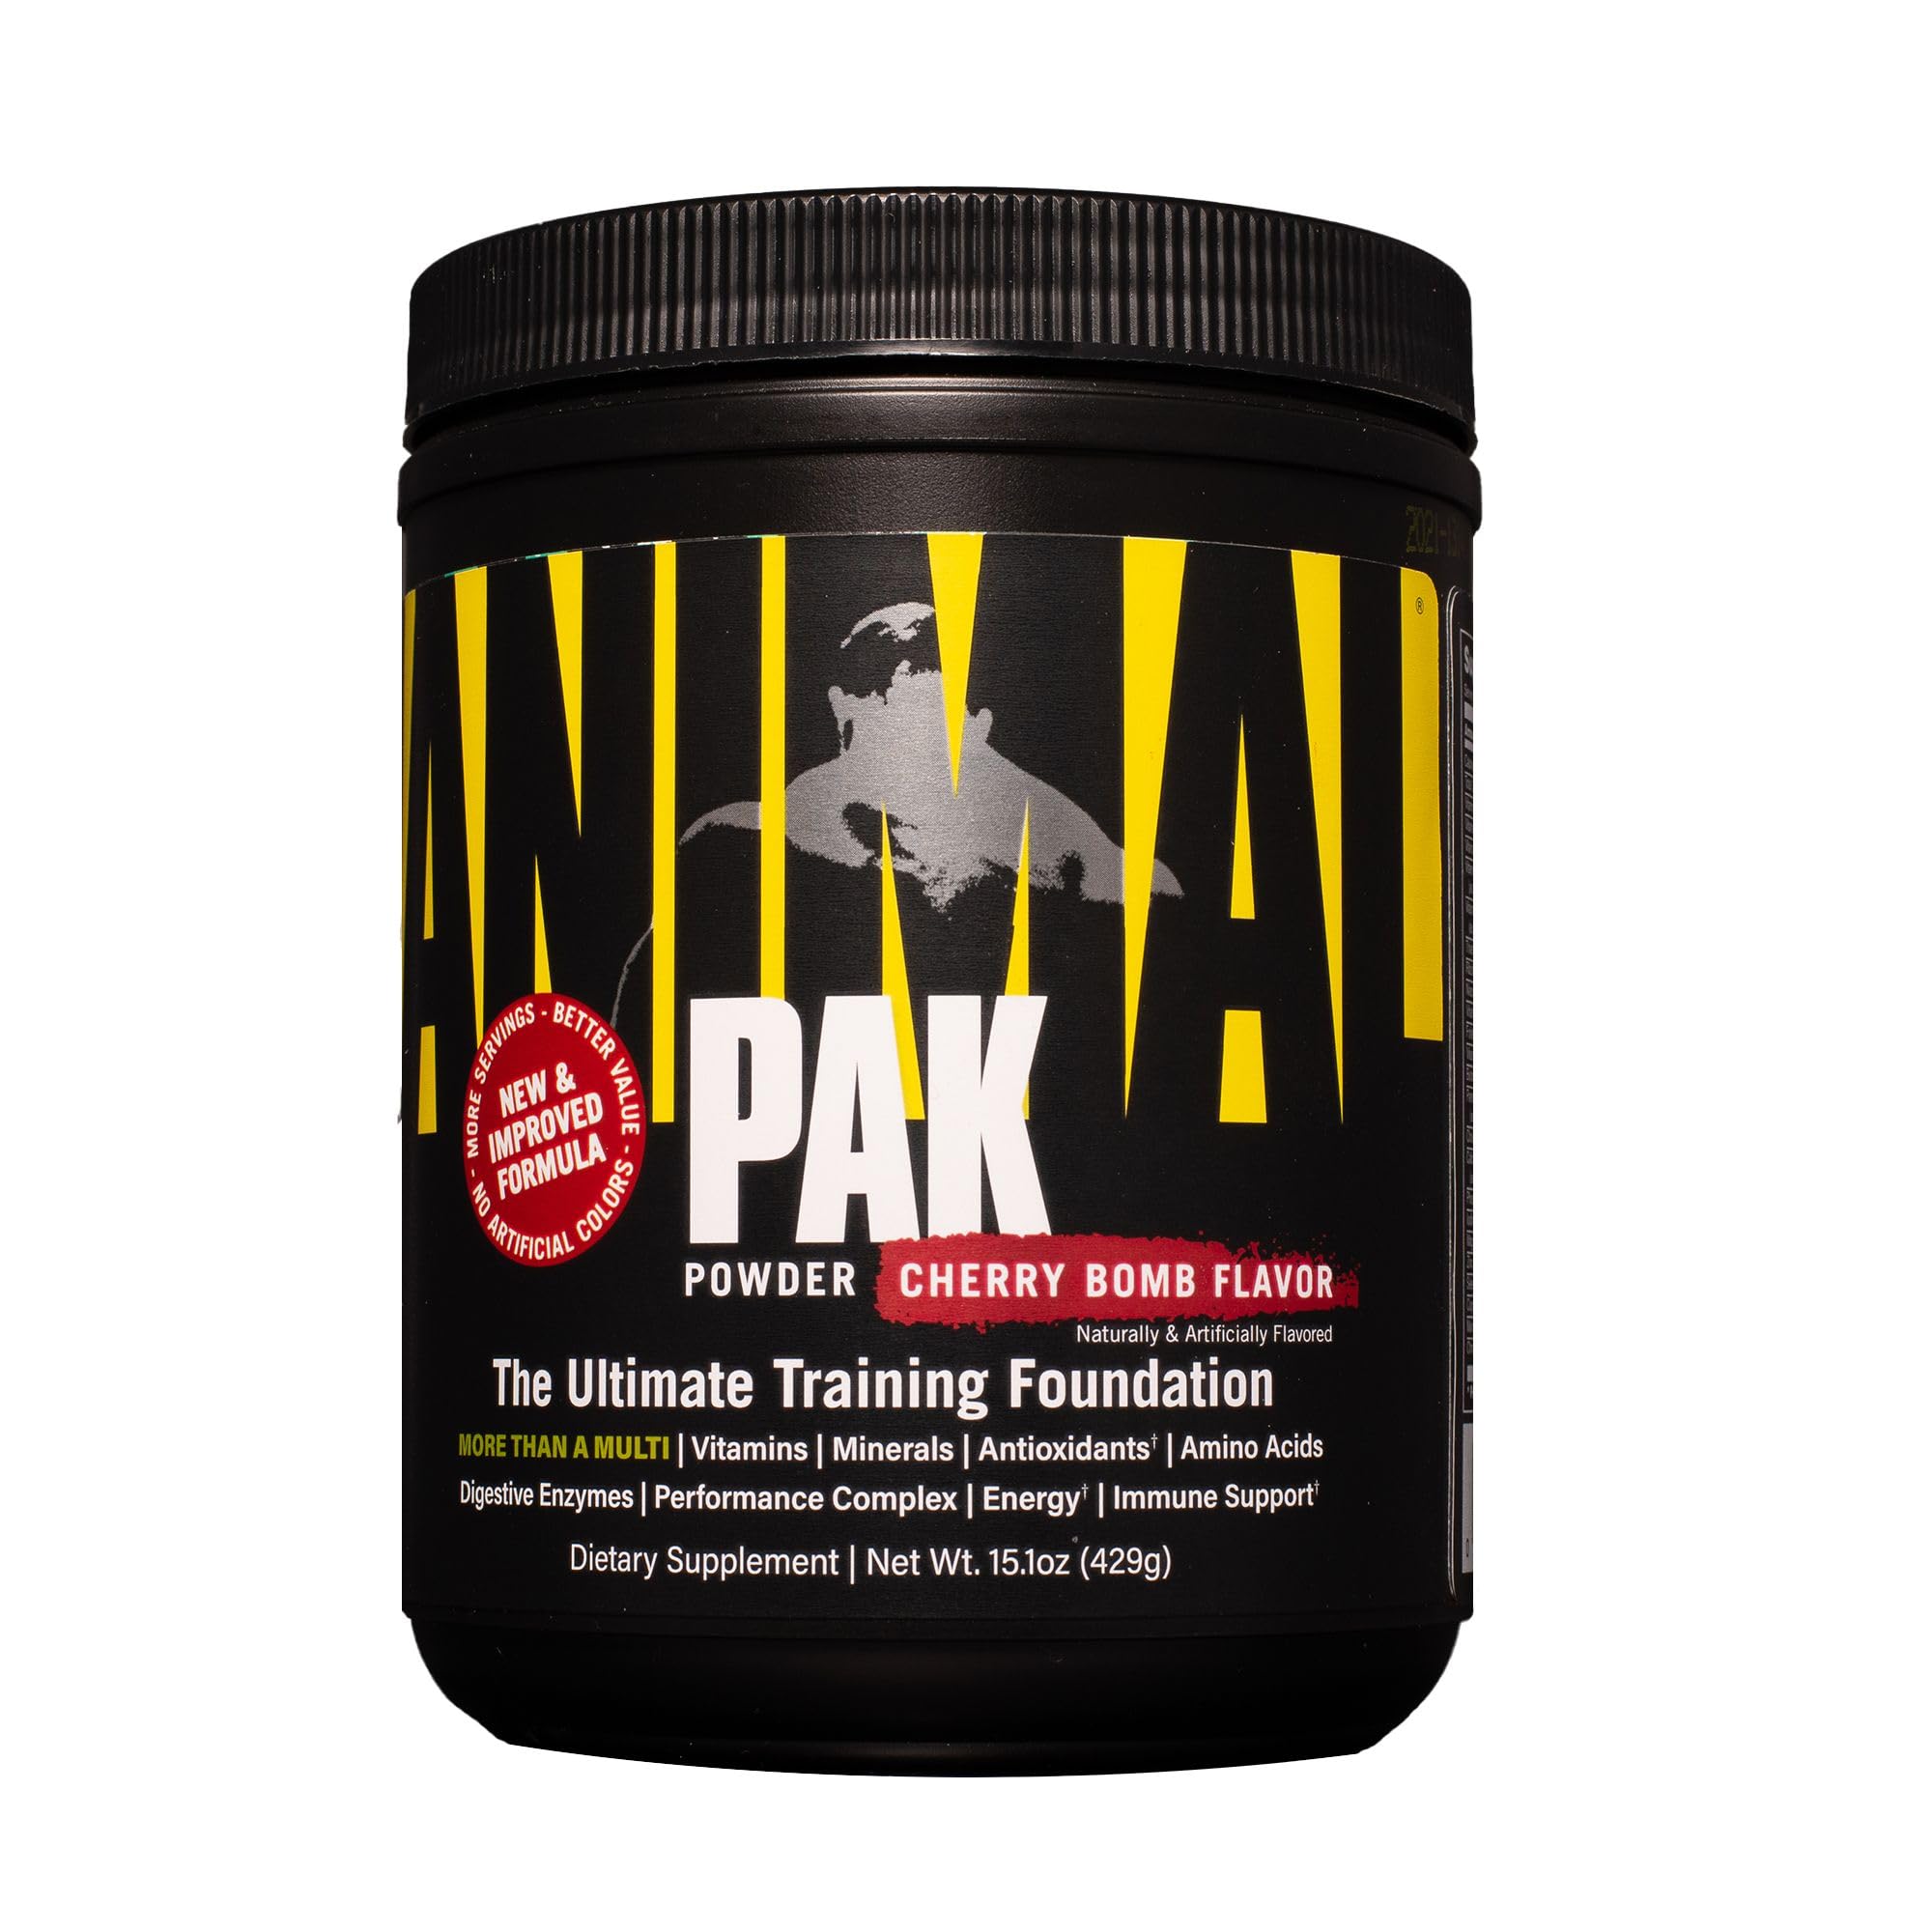 ANIMAL®
MORE SERVINGS - BETTER VALUE - NO ARTIFICIAL COLORS -
NEW &
IMPROVED
FORMULA
PAK
POWDER CHERRY BOMB FLAVOR
Naturally & Artificially Flavored
The Ultimate Training Foundation
MORE THAN A MULTI | Vitamins | Minerals | Antioxidants† | Amino Acids
Digestive Enzymes | Performance Complex | Energy† | Immune Support†
Dietary Supplement | Net Wt. 15.1oz (429g)